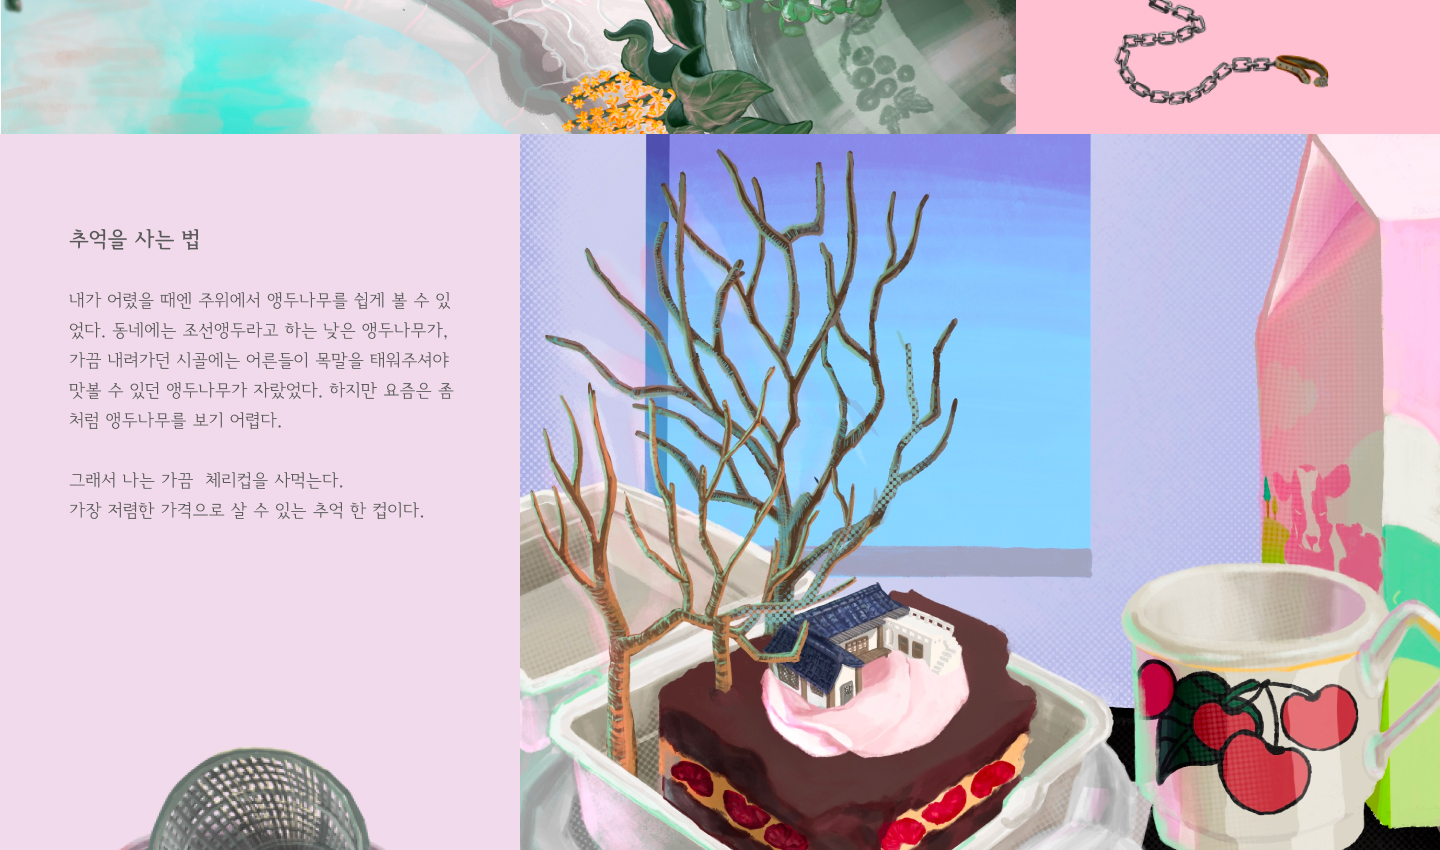 추억을 사는 법
내가 어렸을 때엔 주위에서 앵두나무를 쉽게 볼 수 있
었다. 동네에는 조선앵두라고 하는 낮은 앵두나무가,
가끔 내려가던 시골에는 어른들이 목말을 태워주셔야
맛볼 수 있던 앵두나무가 자랐었다. 하지만 요즘은 좀
처럼 앵두나무를 보기 어렵다.
그래서 나는 가끔 체리컵을 사먹는다.
가장 저렴한 가격으로 살 수 있는 추억 한 컵이다.